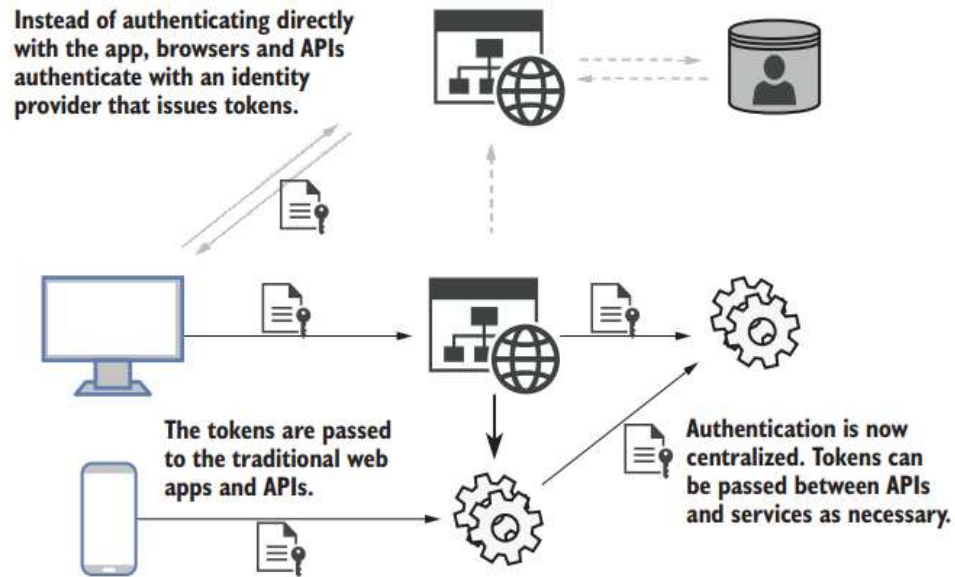 Instead of authenticating directly
with the app, browsers and APIs
authenticate with an identity
provider that issues tokens.
The tokens are passed
to the traditional web
apps and APIs.
Authentication is now
centralized. Tokens can
be passed between APIs
and services as necessary.